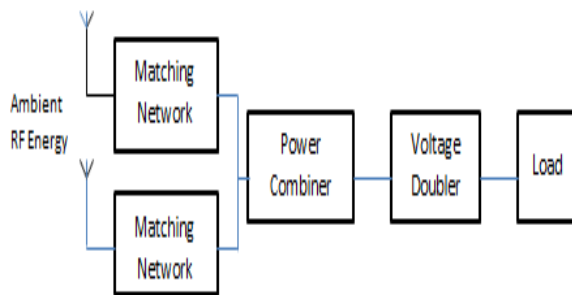 Matching
Network
Ambient
RF Energy
Power
Combiner
Voltage
Doubler
Load
Matching
Network